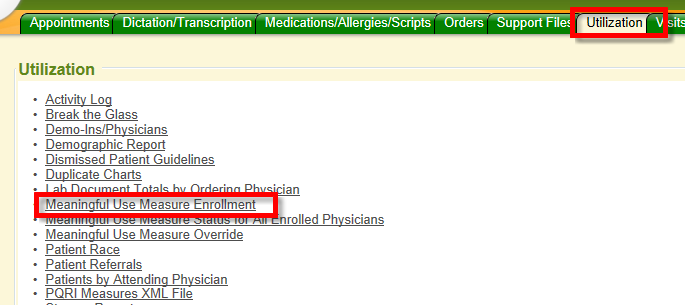 Appointments Dictation/Transcription Medications/Allergies/Scripts Orders Support Files Utilization Visits
Utilization
Activity Log
Break the Glass
Demo-Ins/Physicians
Demographic Report
Dismissed Patient Guidelines
Duplicate Charts
Lab Document Totals by Ordering Physician
Meaningful Use Measure Enrollment
Meaningful Use Measure Status for All Enrolled Physicians
Meaningful Use Measure Override
Patient Race
Patient Referrals
Patients by Attending Physician
PQRI Measures XML File